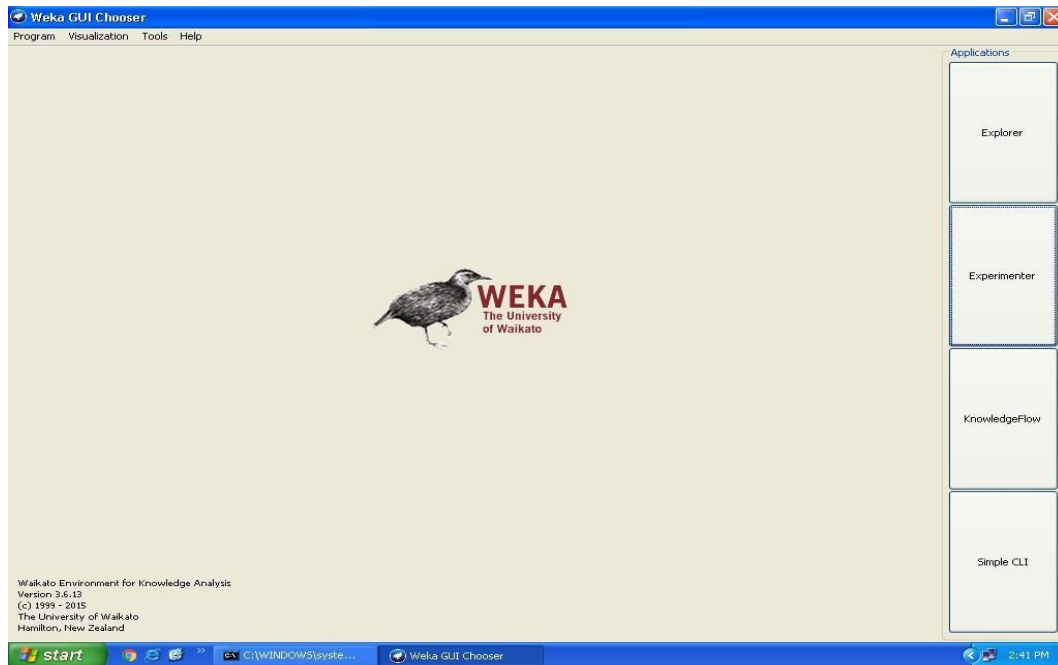 Weka GUI Chooser
Program Visualization Tools Help
Applications
Explorer
Experimenter
KnowledgeFlow
Simple CLI
WEKA
The University
of Waikato
Waikato Environment for Knowledge Analysis
Version 3.6.13
(c) 1999 - 2015
The University of Waikato
Hamilton, New Zealand
start
C:\WINDOWS\syste...
Weka GUI Chooser
2:41 PM